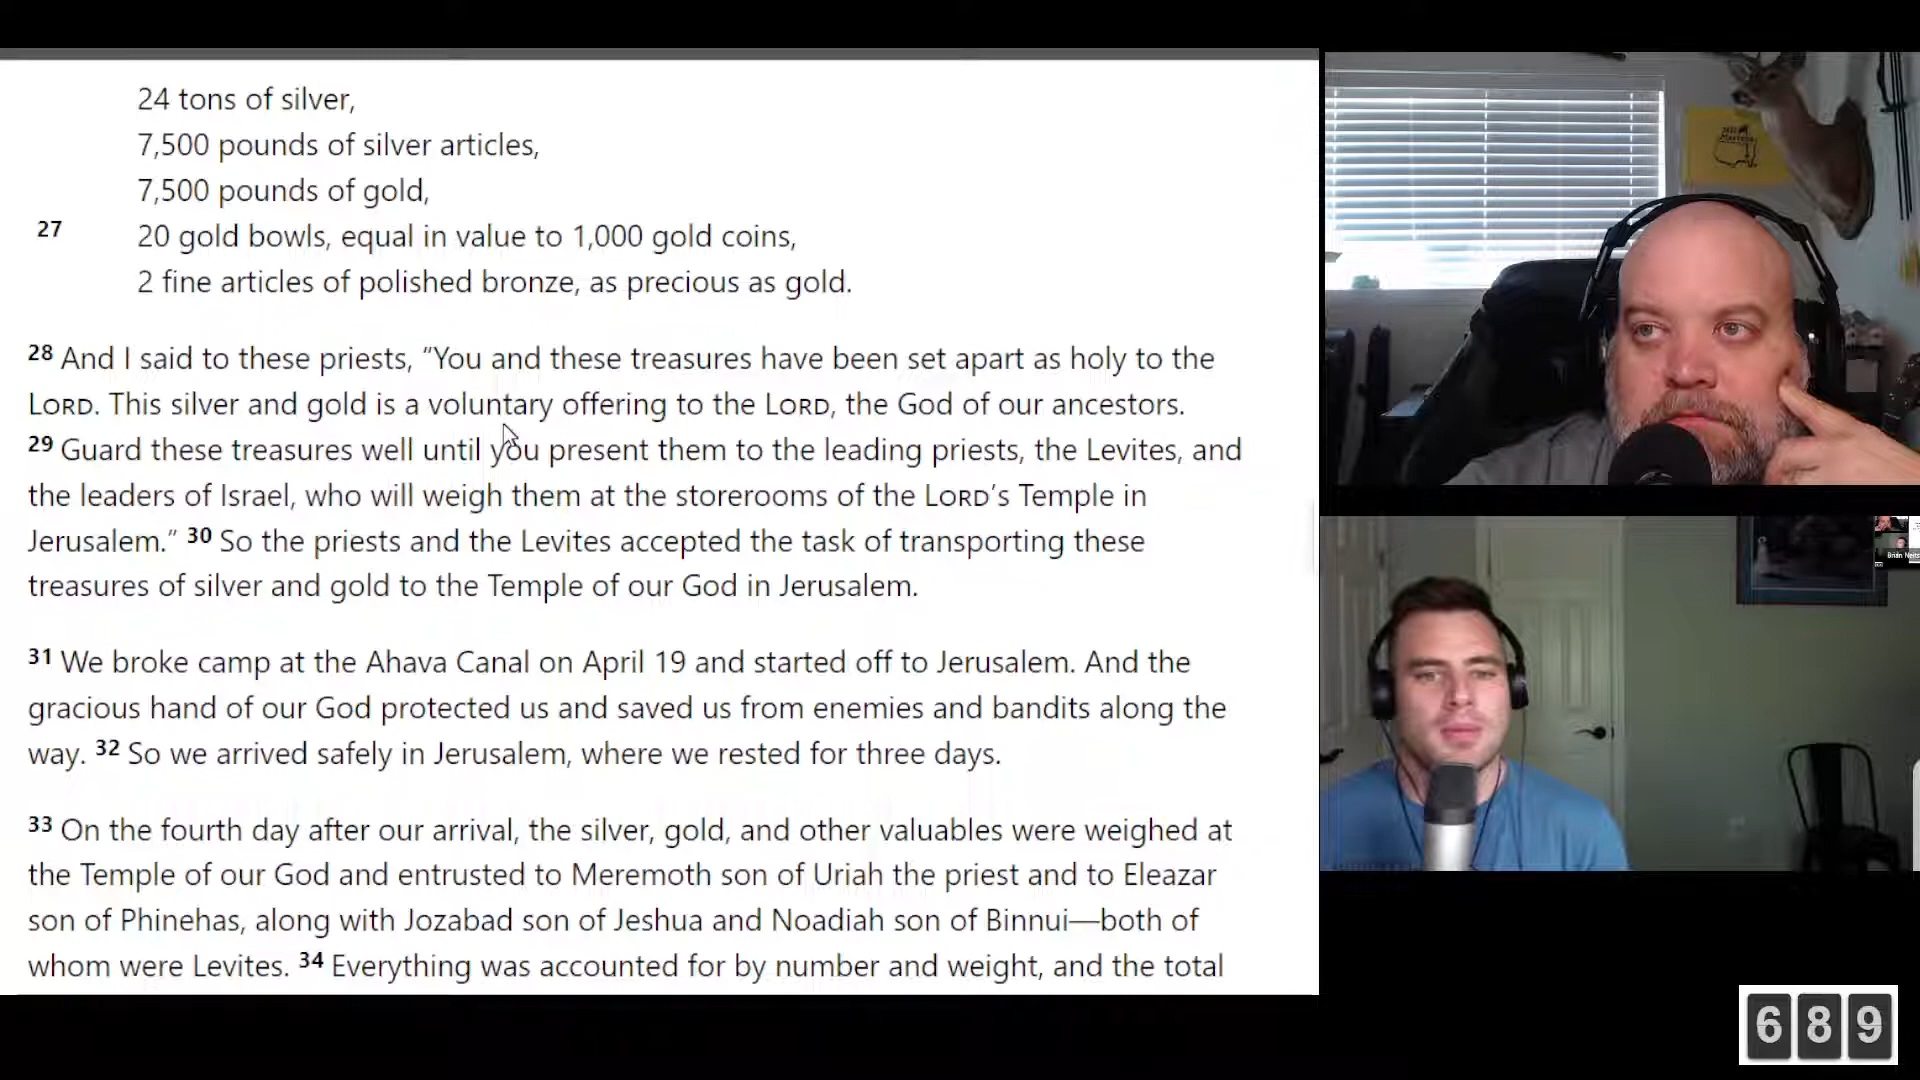 24 tons of silver,
7,500 pounds of silver articles,
7,500 pounds of gold,
27 20 gold bowls, equal in value to 1,000 gold coins,
2 fine articles of polished bronze, as precious as gold.
28 And I said to these priests, “You and these treasures have been set apart as holy to the
LORD. This silver and gold is a voluntary offering to the LORD, the God of our ancestors.
29 Guard these treasures well until you present them to the leading priests, the Levites, and
the leaders of Israel, who will weigh them at the storerooms of the LORD’s Temple in
Jerusalem.” 30 So the priests and the Levites accepted the task of transporting these
treasures of silver and gold to the Temple of our God in Jerusalem.
31 We broke camp at the Ahava Canal on April 19 and started off to Jerusalem. And the
gracious hand of our God protected us and saved us from enemies and bandits along the
way. 32 So we arrived safely in Jerusalem, where we rested for three days.
33 On the fourth day after our arrival, the silver, gold, and other valuables were weighed at
the Temple of our God and entrusted to Meremoth son of Uriah the priest and to Eleazar
son of Phinehas, along with Jozabad son of Jeshua and Noadiah son of Binnui—both of
whom were Levites. 34 Everything was accounted for by number and weight, and the total
Masters
Brian
689